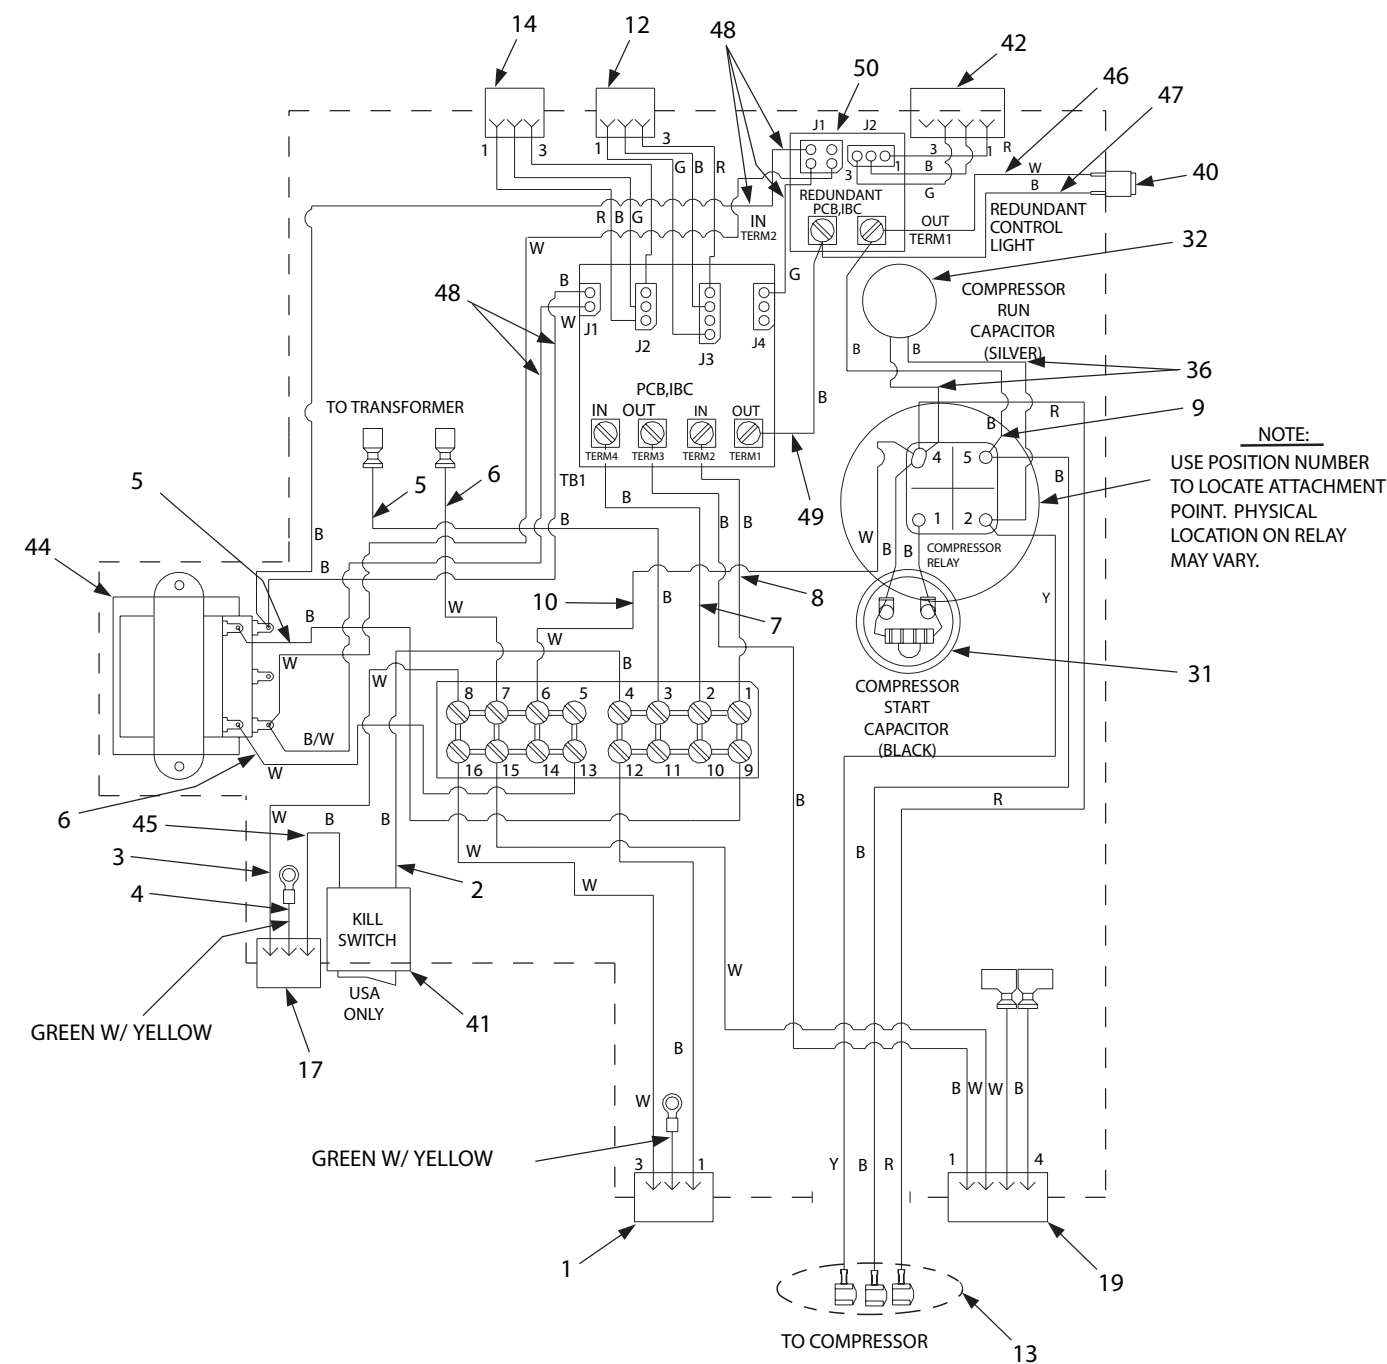 14
12
48
42
50
46
47
J1
J2
1
3
1
3
3
1
R
G
B
R
B
G
3
1
W
B
40
REDUNDANT
PCB,IBC
IN
TERM2
OUT
TERM1
REDUNDANT
CONTROL
LIGHT
R
B
G
W
32
G
B
W
48
J1
J2
J3
J4
COMPRESSOR
RUN
CAPACITOR
(SILVER)
B
B
36
PCB,IBC
B
R
TO TRANSFORMER
IN
OUT
IN
OUT
TERM4
TERM3
TERM2
TERM1
9
B
NOTE:
USE POSITION NUMBER
TO LOCATE ATTACHMENT
POINT. PHYSICAL
LOCATION ON RELAY
MAY VARY.
4
5
1
2
COMPRESSOR
RELAY
5
5
6
TB1
B
B
B
B
49
B
W
B
B
44
B
B
10
B
8
7
Y
W
B
W
W
W
B
31
COMPRESSOR
START
CAPACITOR
(BLACK)
8
7
6
5
4
3
2
1
B/W
W
16
15
14
13
12
11
10
9
6
45
W
B
B
B
R
3
4
W
W
2
B
KILL
SWITCH
USA
ONLY
41
GREEN W/ YELLOW
17
W
B
B
W
W
B
W
GREEN W/ YELLOW
3
1
Y
B
R
1
4
1
19
TO COMPRESSOR
13